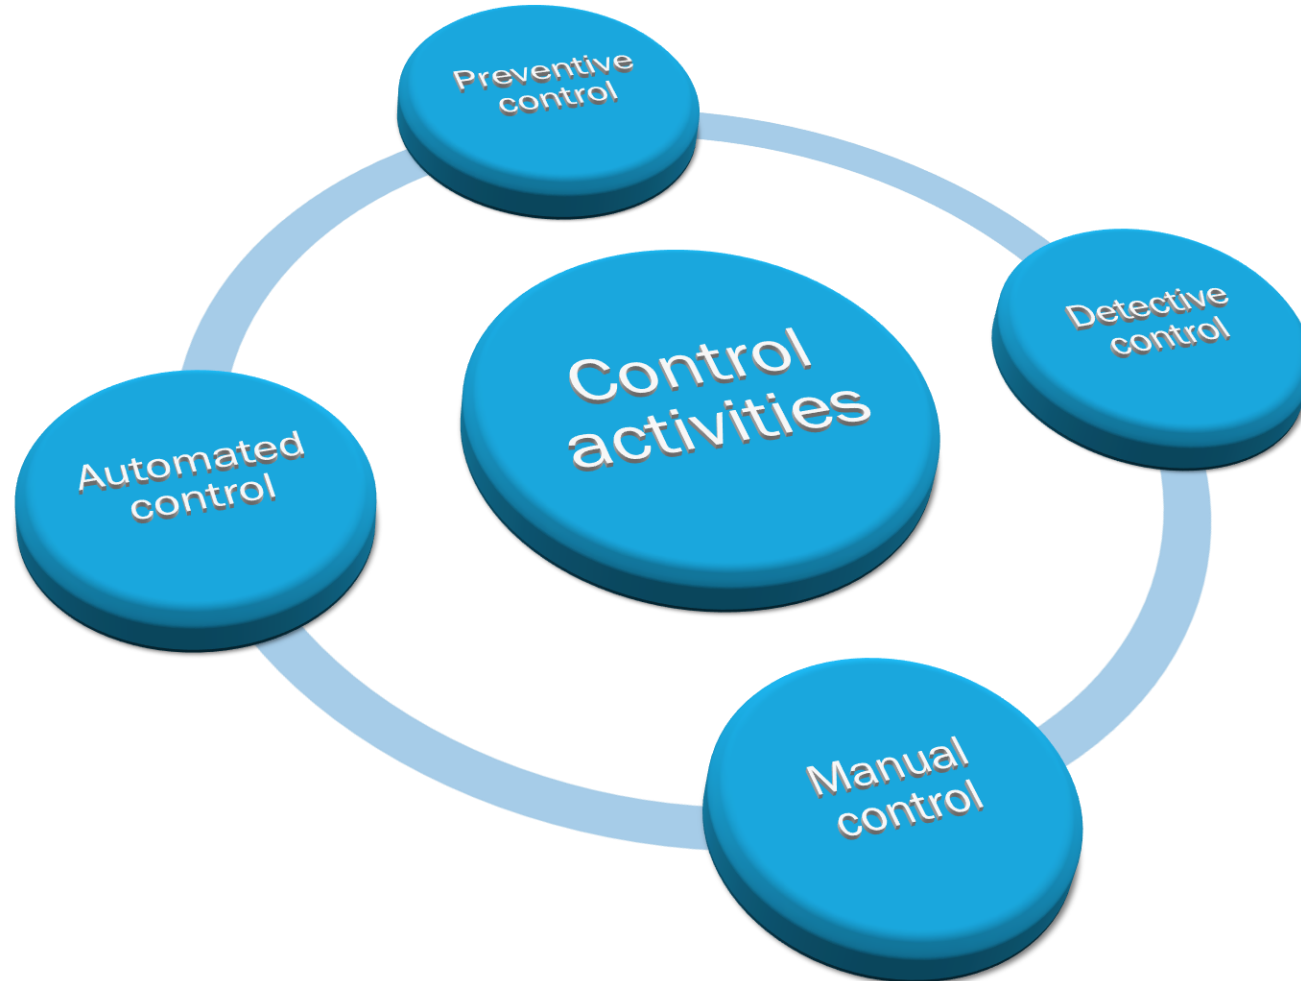 Preventive
control
Detective
control
Control
activities
Automated
control
Manual
control